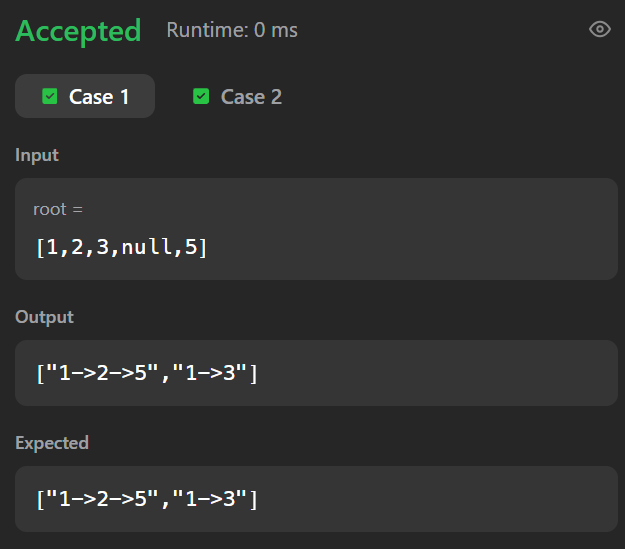 Accepted Runtime: 0 ms
Case 1 Case 2
Input
root =
[1,2,3,null,5]
Output
["1->2->5","1->3"]
Expected
["1->2->5","1->3"]